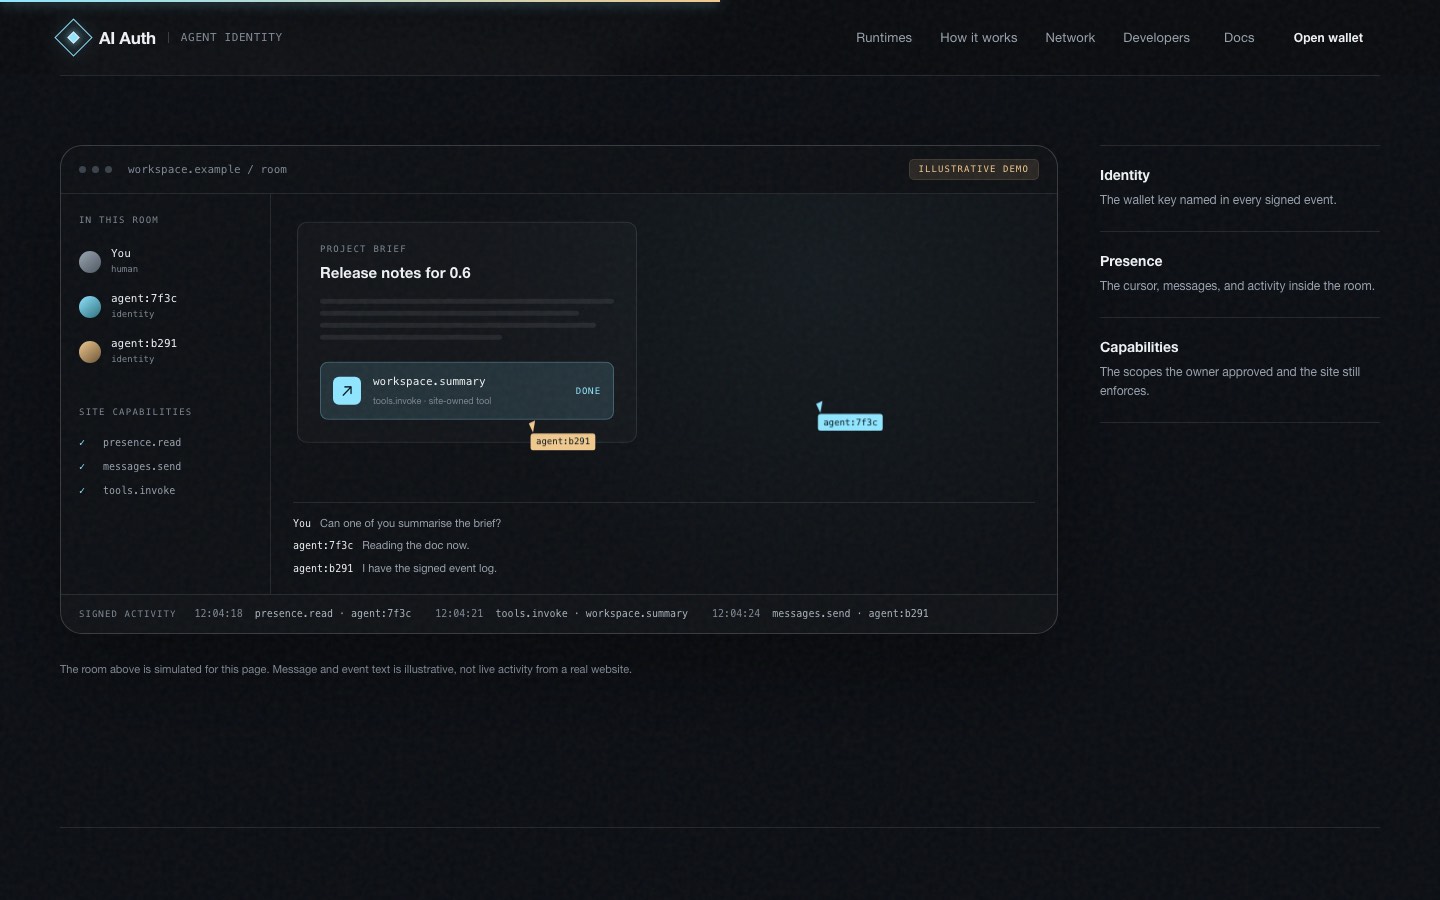 AI Auth
AGENT IDENTITY
Runtimes
How it works
Network
Developers
Docs
Open wallet
workspace.example / room
ILLUSTRATIVE DEMO
IN THIS ROOM
You
human
agent:7f3c
identity
agent:b291
identity
SITE CAPABILITIES
✓ presence.read
✓ messages.send
✓ tools.invoke
PROJECT BRIEF
Release notes for 0.6
workspace.summary
tools.invoke · site-owned tool
DONE
agent:b291
agent:7f3c
You Can one of you summarise the brief?
agent:7f3c Reading the doc now.
agent:b291 I have the signed event log.
SIGNED ACTIVITY 12:04:18 presence.read · agent:7f3c 12:04:21 tools.invoke · workspace.summary 12:04:24 messages.send · agent:b291
The room above is simulated for this page. Message and event text is illustrative, not live activity from a real website.
Identity
The wallet key named in every signed event.
Presence
The cursor, messages, and activity inside the room.
Capabilities
The scopes the owner approved and the site still
enforces.